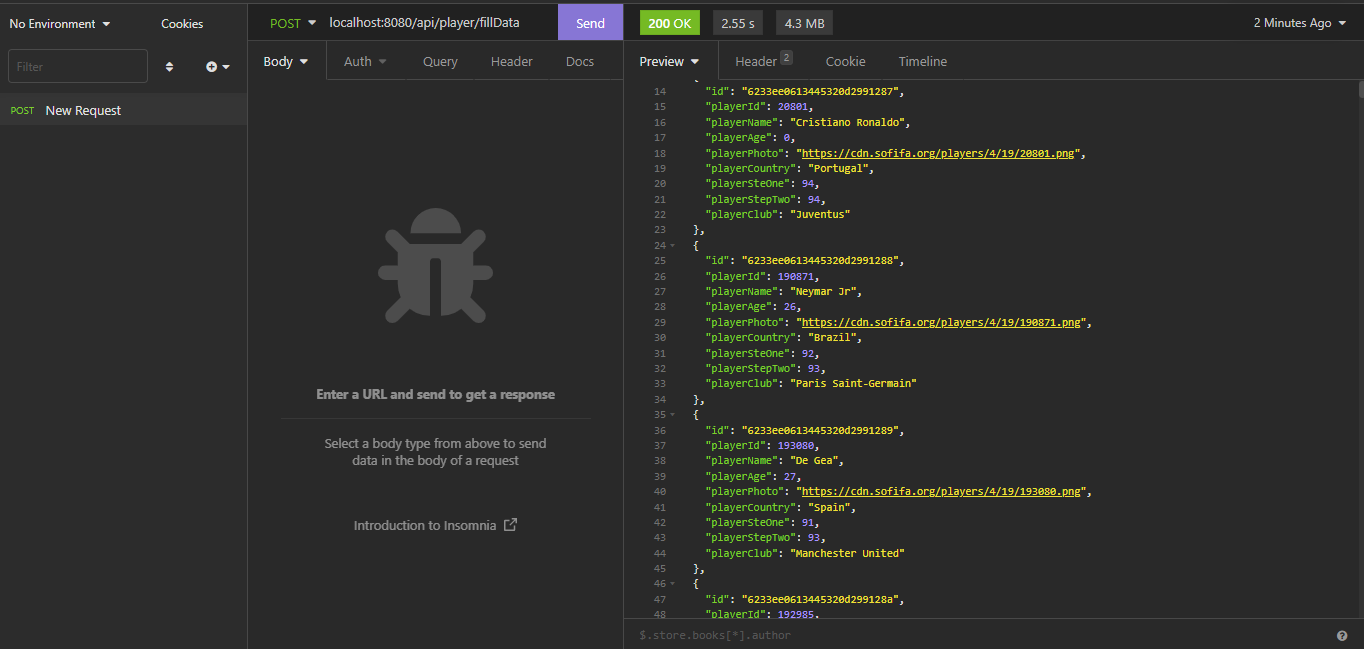 No Environment
Cookies
POST
localhost:8080/api/player/fillData
Send
200 OK
2.55 s
4.3 MB
2 Minutes Ago
Filter
Body
Auth
Query
Header
Docs
Preview
Header 2
Cookie
Timeline
POST New Request
Enter a URL and send to get a response
Select a body type from above to send
data in the body of a request
Introduction to Insomnia
14 "id": "6233ee0613445320d2991287",
15 "playerId": 20801,
16 "playerName": "Cristiano Ronaldo",
17 "playerAge": 0,
18 "playerPhoto": "https://cdn.sofifa.org/players/4/19/20801.png",
19 "playerCountry": "Portugal",
20 "playerSteOne": 94,
21 "playerStepTwo": 94,
22 "playerClub": "Juventus"
23 },
24 {
25 "id": "6233ee0613445320d2991288",
26 "playerId": 190871,
27 "playerName": "Neymar Jr",
28 "playerAge": 26,
29 "playerPhoto": "https://cdn.sofifa.org/players/4/19/190871.png",
30 "playerCountry": "Brazil",
31 "playerSteOne": 92,
32 "playerStepTwo": 93,
33 "playerClub": "Paris Saint-Germain"
34 },
35 {
36 "id": "6233ee0613445320d2991289",
37 "playerId": 193080,
38 "playerName": "De Gea",
39 "playerAge": 27,
40 "playerPhoto": "https://cdn.sofifa.org/players/4/19/193080.png",
41 "playerCountry": "Spain",
42 "playerSteOne": 91,
43 "playerStepTwo": 93,
44 "playerClub": "Manchester United"
45 },
46 {
47 "id": "6233ee0613445320d299128a",
48 "playerId": 192985,
$.store.books[*].author